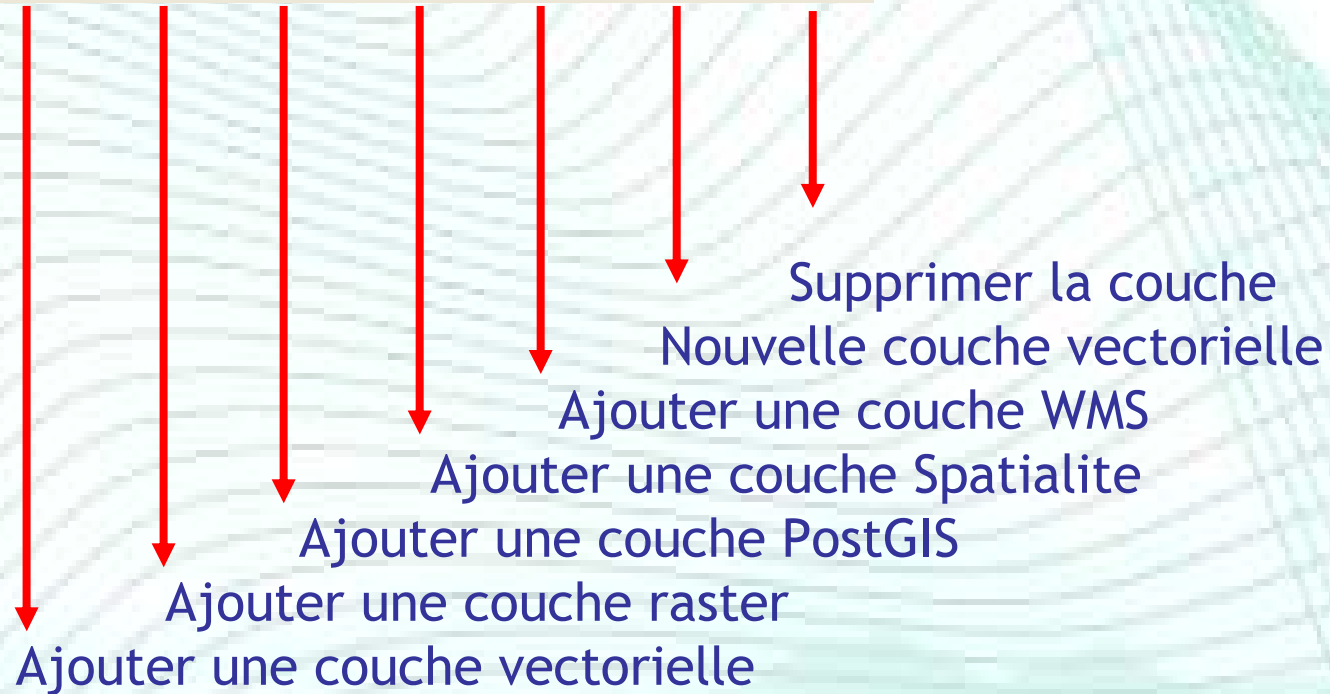 Supprimer la couche
Nouvelle couche vectorielle
Ajouter une couche WMS
Ajouter une couche Spatialite
Ajouter une couche PostGIS
Ajouter une couche raster
Ajouter une couche vectorielle